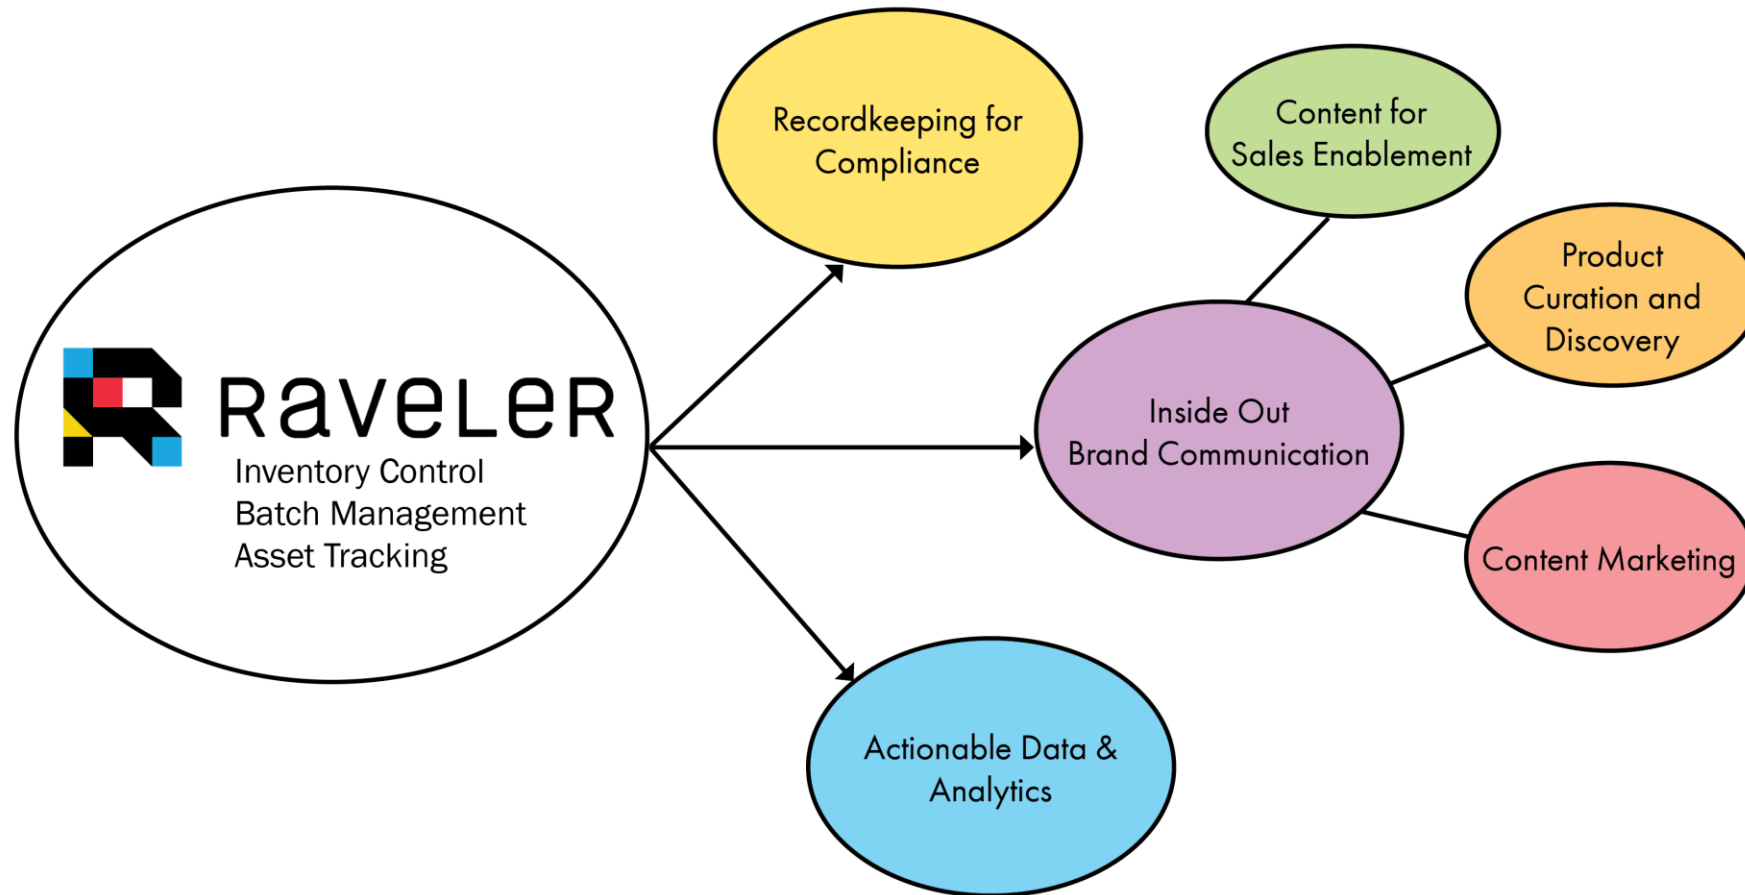 Recordkeeping for
Compliance
Content for
Sales Enablement
Product
Curation and
Discovery
RAVELER
Inventory Control
Batch Management
Asset Tracking
Inside Out
Brand Communication
Content Marketing
Actionable Data &
Analytics